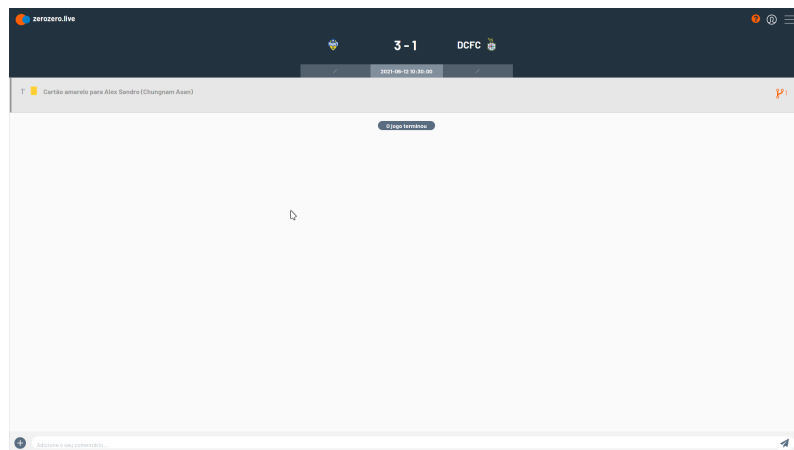 zerozero.live
?
3 - 1
DCFC
2021-06-12 10:30:00
1'
Cartão amarelo para Alex Sandro (Chungnam Asan)
1
O jogo terminou
Adicione o seu comentário...